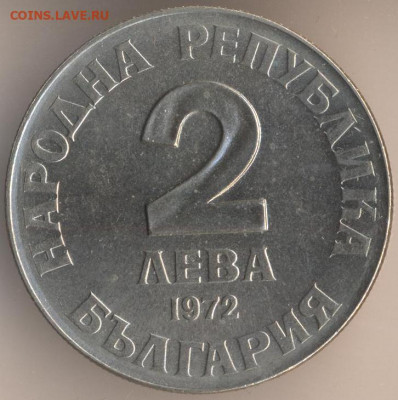 COINS.LAVE.RU
НАРОДНА РЕПУБЛИКА
2
ЛЕВА
1972
БЪЛГАРИЯ